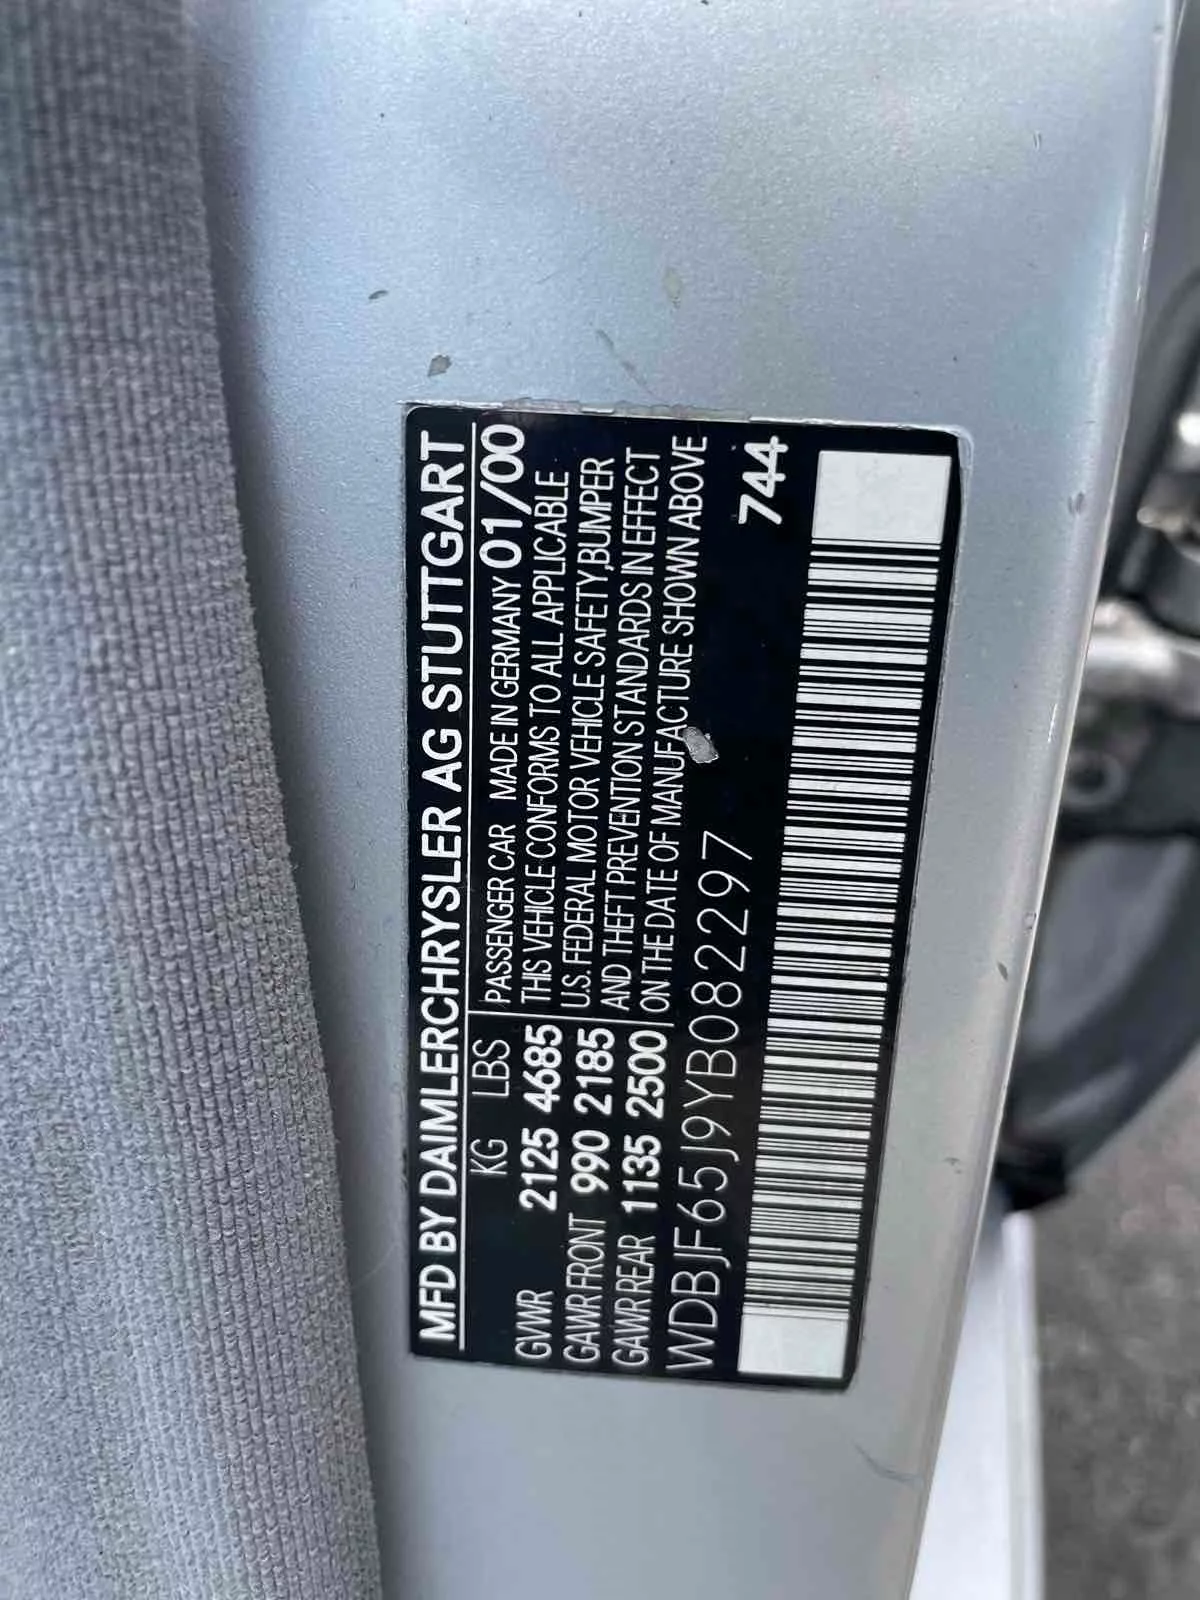 MFD BY DAIMLERCHRYSLER AG STUTTGART
KG LBS
GVWR 2125 4685
GAWR FRONT 990 2185
GAWR REAR 1135 2500
PASSENGER CAR MADE IN GERMANY 01/00
THIS VEHICLE CONFORMS TO ALL APPLICABLE
U.S. FEDERAL MOTOR VEHICLE SAFETY,BUMPER
AND THEFT PREVENTION STANDARDS IN EFFECT
ON THE DATE OF MANUFACTURE SHOWN ABOVE
WDBJF65J9YB082297
744